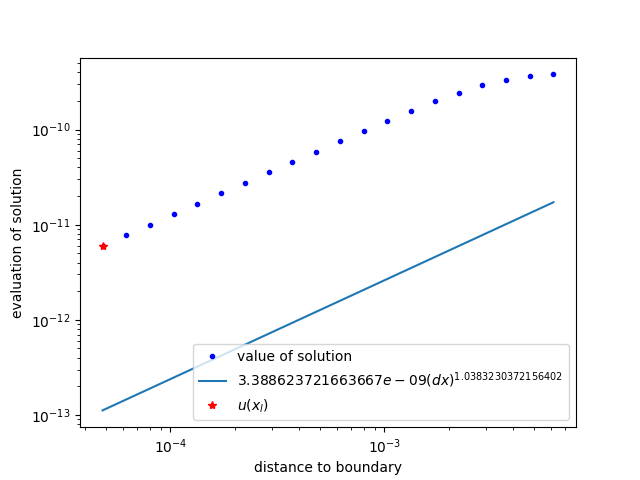 evaluation of solution
10⁻¹⁰
10⁻¹¹
10⁻¹²
10⁻¹³
value of solution
3.388623721663667e − 09(dx)^1.0383230372156402
u(x_I)
10⁻⁴
10⁻³
distance to boundary